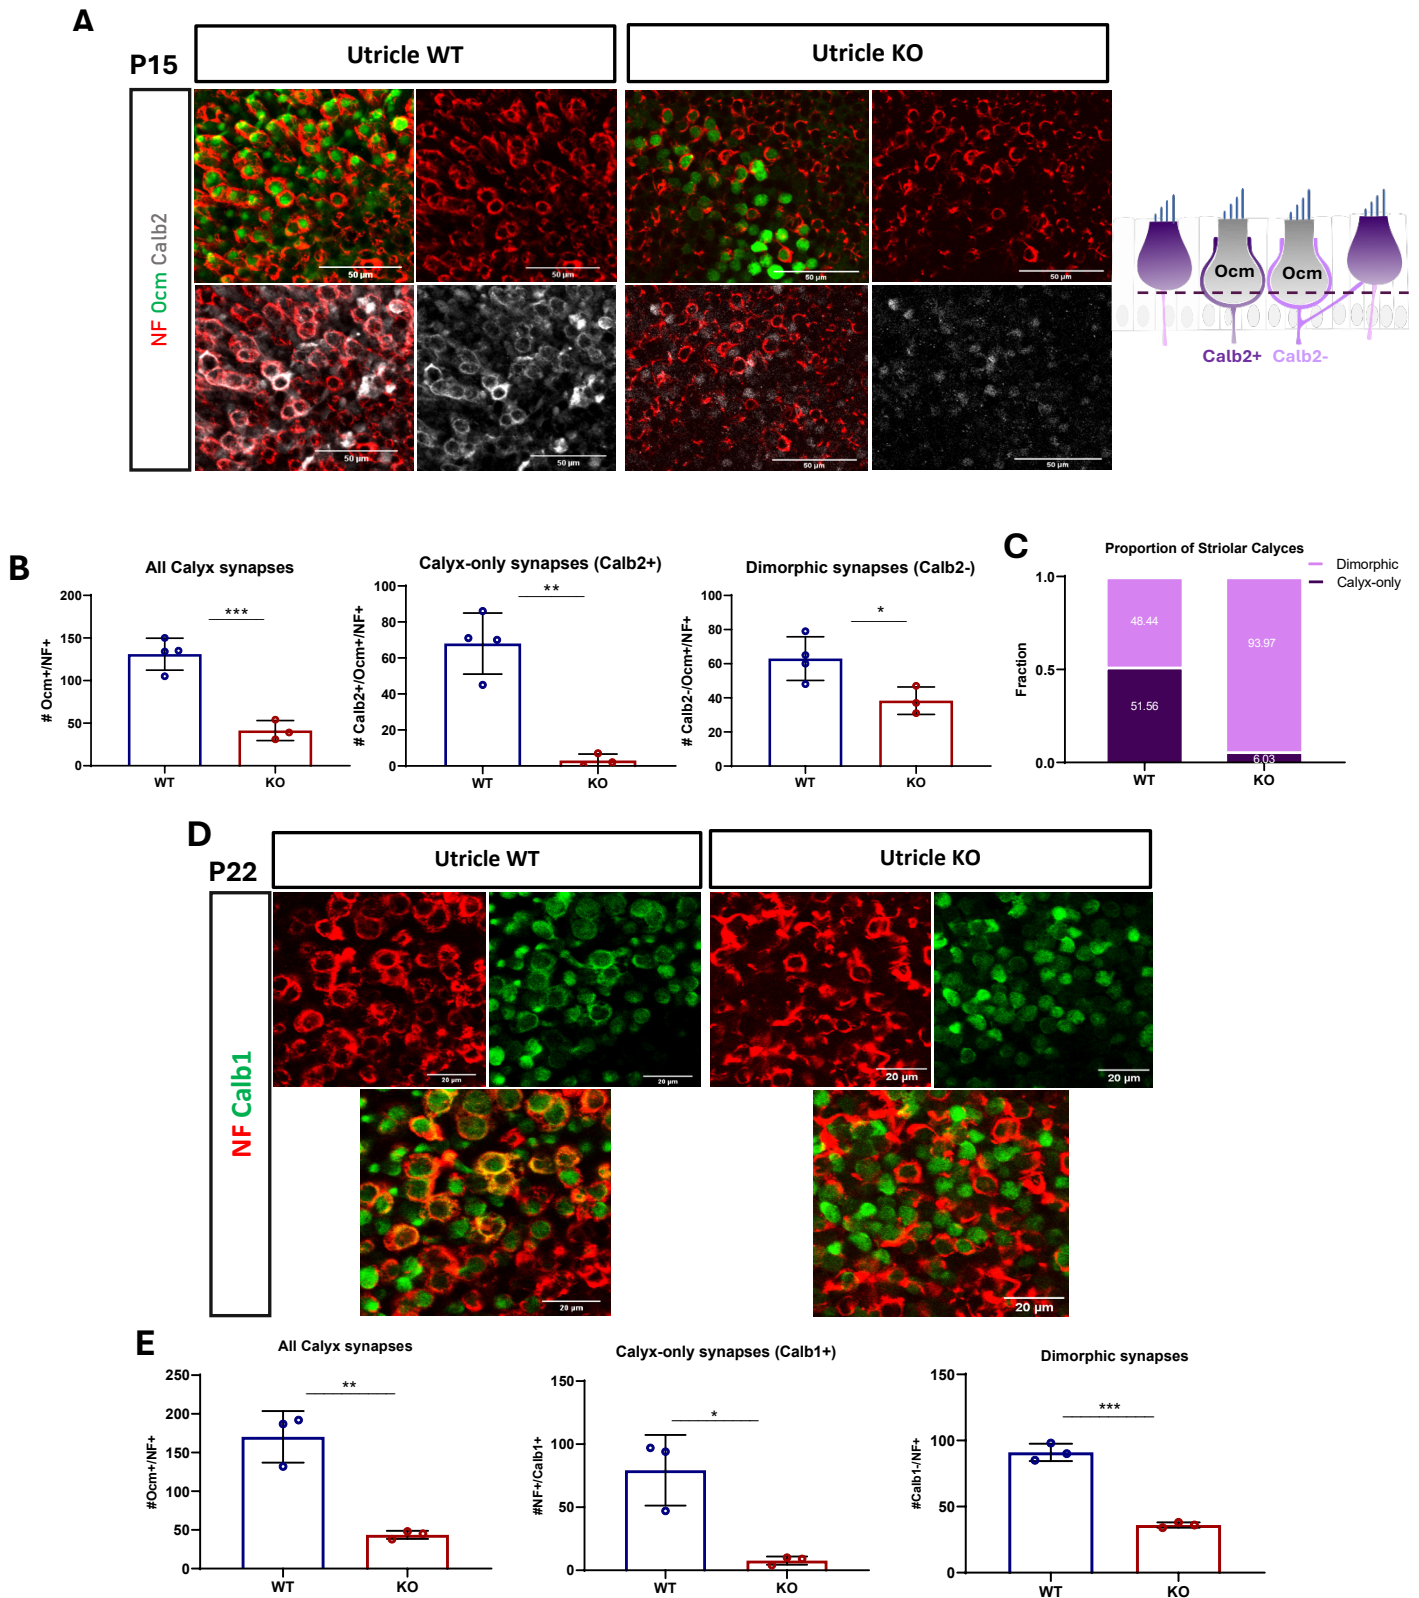 A
P15
Utricle WT
Utricle KO
NF Ocm Calb2
50 µm
50 µm
50 µm
50 µm
50 µm
50 µm
50 µm
50 µm
Ocm
Ocm
Calb2+ Calb2-
B
All Calyx synapses
# Ocm+/NF+
200
150
100
50
0
***
WT
KO
Calyx-only synapses (Calb2+)
# Calb2+/Ocm+/NF+
100
80
60
40
20
0
**
WT
KO
Dimorphic synapses (Calb2-)
# Calb2-/Ocm+/NF+
100
80
60
40
20
0
*
WT
KO
C
Proportion of Striolar Calyces
Dimorphic
Calyx-only
Fraction
1.0
0.5
0.0
48.44
51.56
93.97
6.03
WT
KO
D
P22
Utricle WT
Utricle KO
NF Calb1
20 µm
20 µm
20 µm
20 µm
20 µm
20 µm
E
All Calyx synapses
#Ocm+/NF+
250
200
150
100
50
0
**
WT
KO
Calyx-only synapses (Calb1+)
#NF+/Calb1+
150
100
50
0
*
WT
KO
Dimorphic synapses
#Calb1-/NF+
150
100
50
0
***
WT
KO